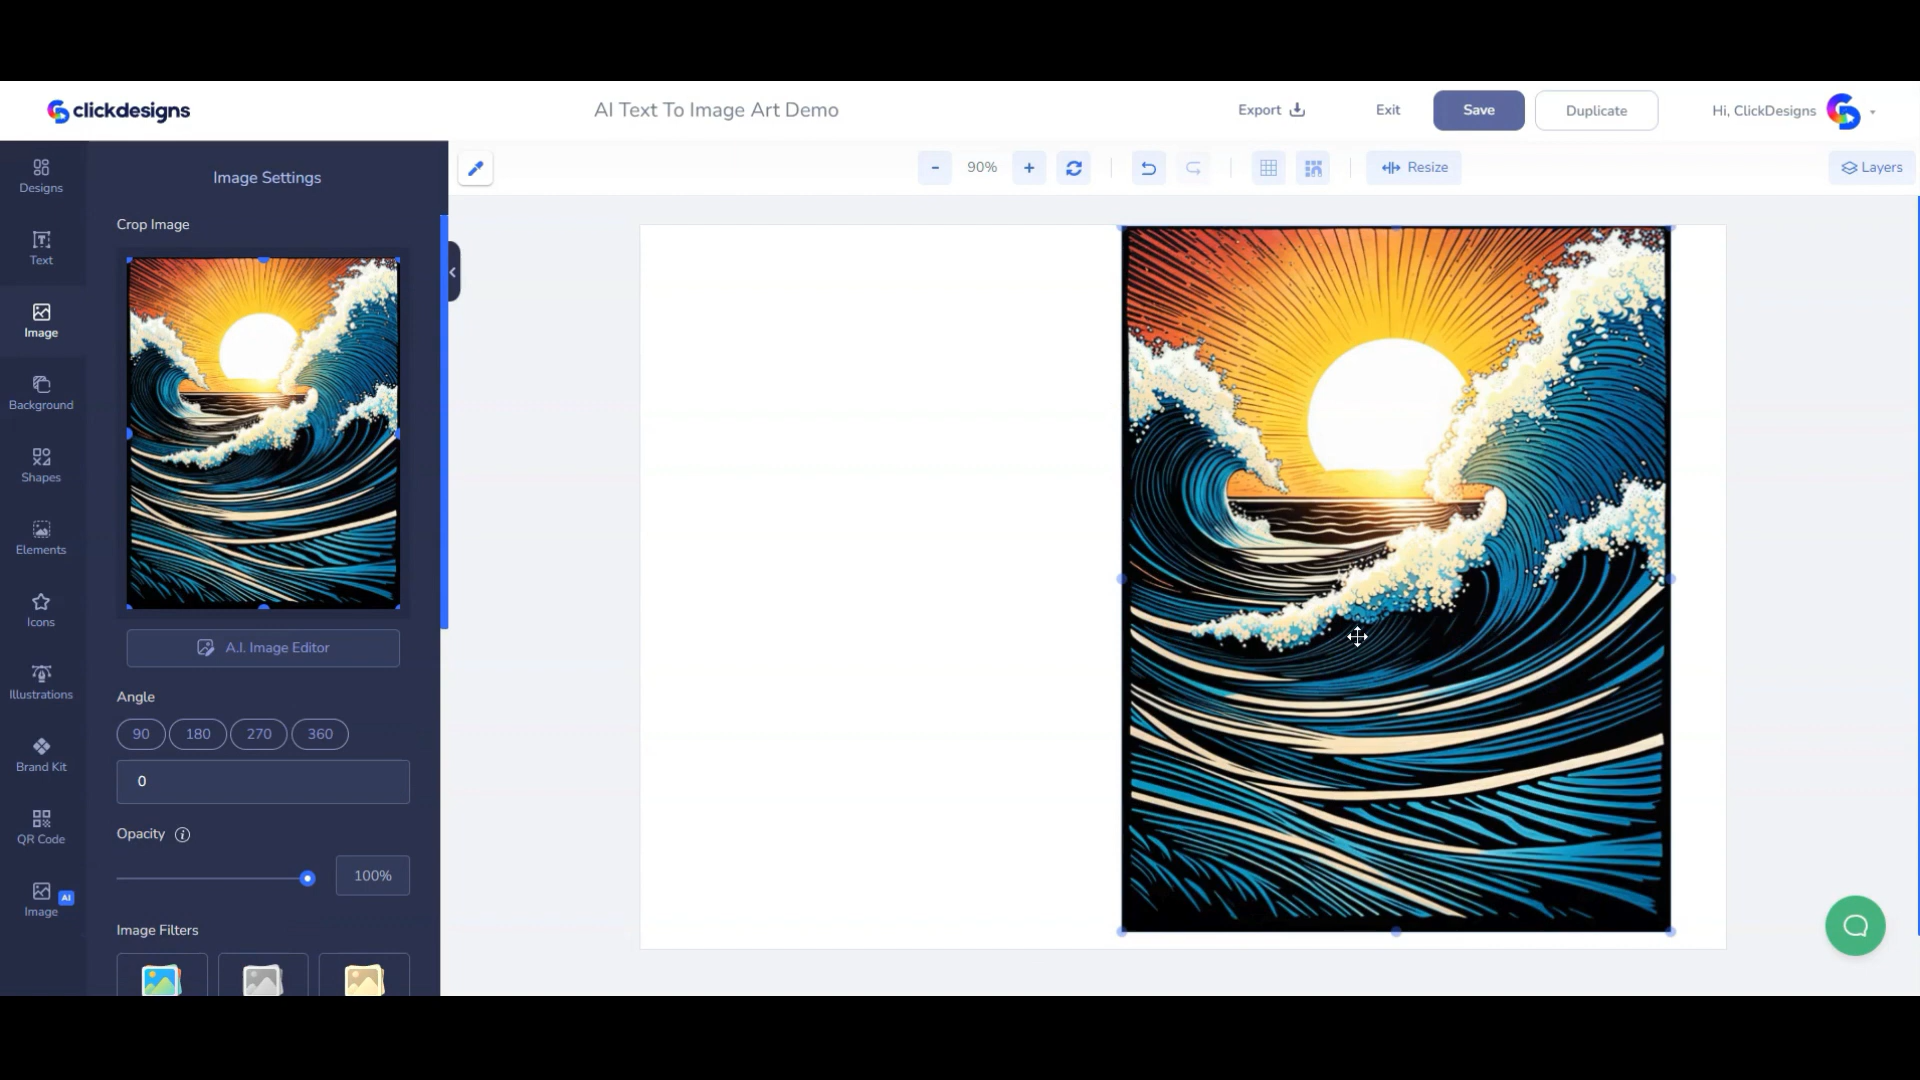 clickdesigns
AI Text To Image Art Demo
Export
Exit
Save
Duplicate
Hi, ClickDesigns
- 90% +
Resize
Layers
Designs
Text
Image
Background
Shapes
Elements
Icons
Illustrations
Brand Kit
QR Code
Image AI
Image Settings
Crop Image
A.I. Image Editor
Angle
90 180 270 360
0
Opacity i
100%
Image Filters